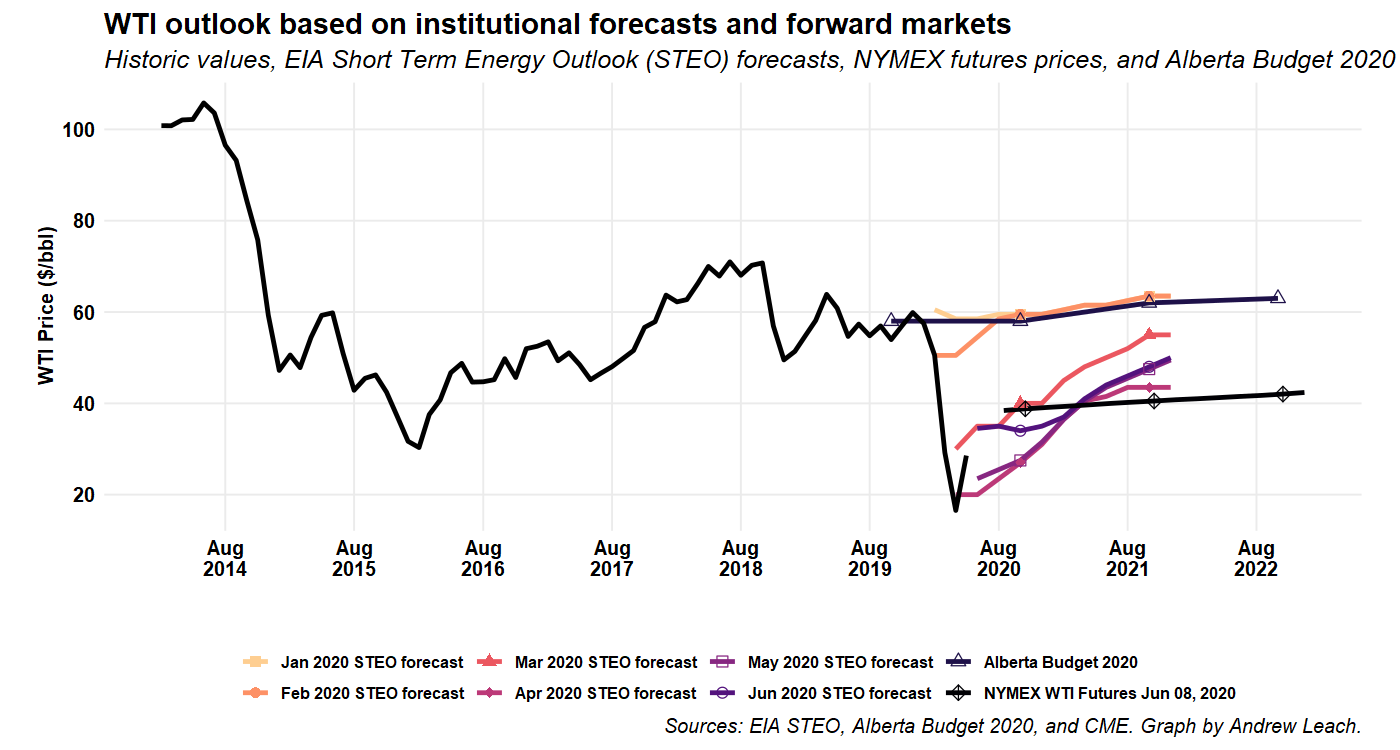 WTI outlook based on institutional forecasts and forward markets
Historic values, EIA Short Term Energy Outlook (STEO) forecasts, NYMEX futures prices, and Alberta Budget 2020
WTI Price ($/bbl)
100
80
60
40
20
Aug 2014
Aug 2015
Aug 2016
Aug 2017
Aug 2018
Aug 2019
Aug 2020
Aug 2021
Aug 2022
Jan 2020 STEO forecast
Mar 2020 STEO forecast
May 2020 STEO forecast
Alberta Budget 2020
Feb 2020 STEO forecast
Apr 2020 STEO forecast
Jun 2020 STEO forecast
NYMEX WTI Futures Jun 08, 2020
Sources: EIA STEO, Alberta Budget 2020, and CME. Graph by Andrew Leach.